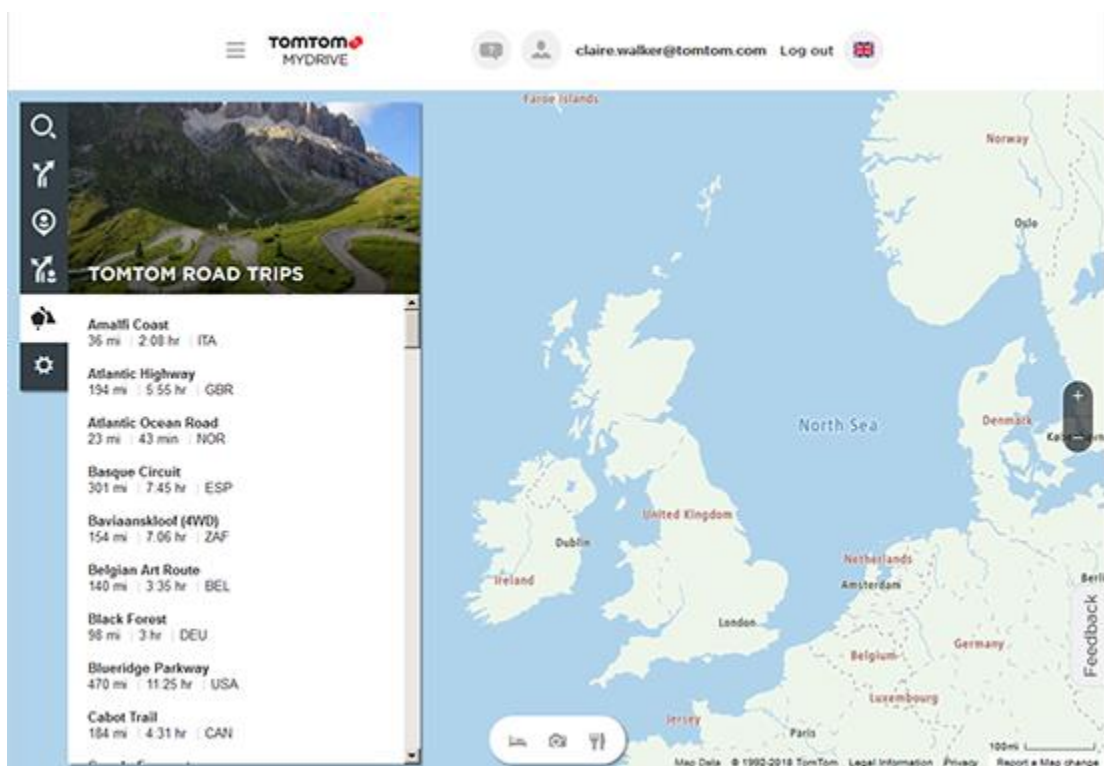 TOMTOM
MYDRIVE
claire.walker@tomtom.com Log out
TOMTOM ROAD TRIPS
Amalfi Coast
36 mi 2:08 hr ITA
Atlantic Highway
194 mi 5:55 hr GBR
Atlantic Ocean Road
23 mi 43 min NOR
Basque Circuit
301 mi 7:45 hr ESP
Baviaanskloof (4WD)
154 mi 7:06 hr ZAF
Belgian Art Route
140 mi 3:35 hr BEL
Black Forest
98 mi 3 hr DEU
Blueridge Parkway
470 mi 11:25 hr USA
Cabot Trail
184 mi 4:31 hr CAN
Faroe Islands
Norway
Oslo
North Sea
Denmark
United Kingdom
Dublin
Ireland
Netherlands
Amsterdam
London
Belgium
Germany
Luxembourg
Jersey
Paris
Feedback
100mi
Map Data © 1992-2018 TomTom Legal Information Privacy Report a Map change